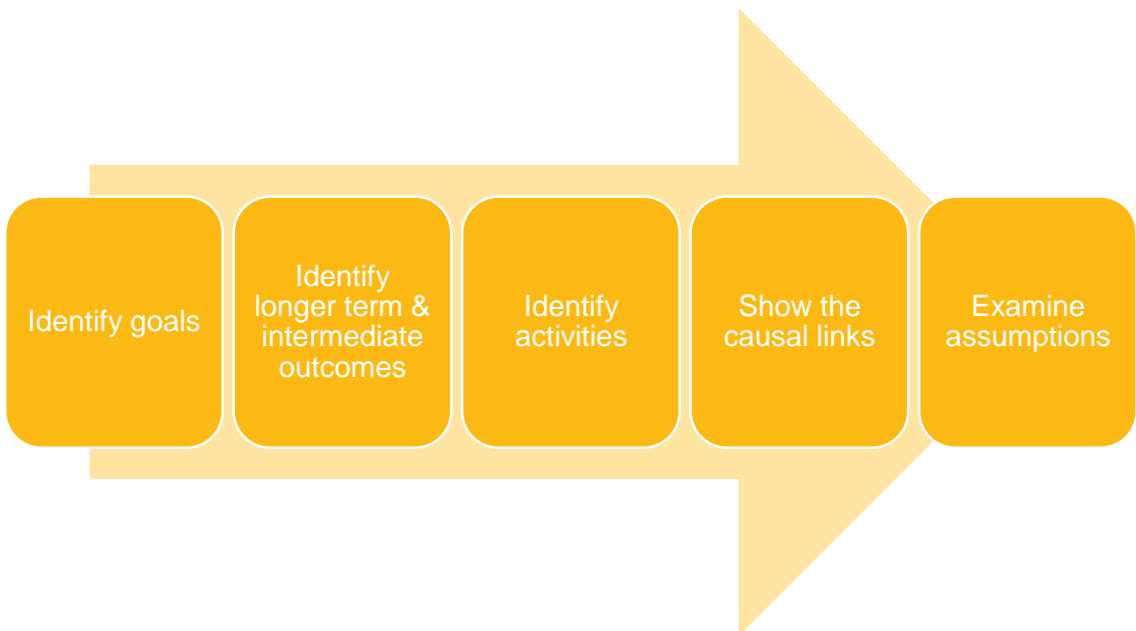 Identify goals
Identify
longer term &
intermediate
outcomes
Identify
activities
Show the
causal links
Examine
assumptions